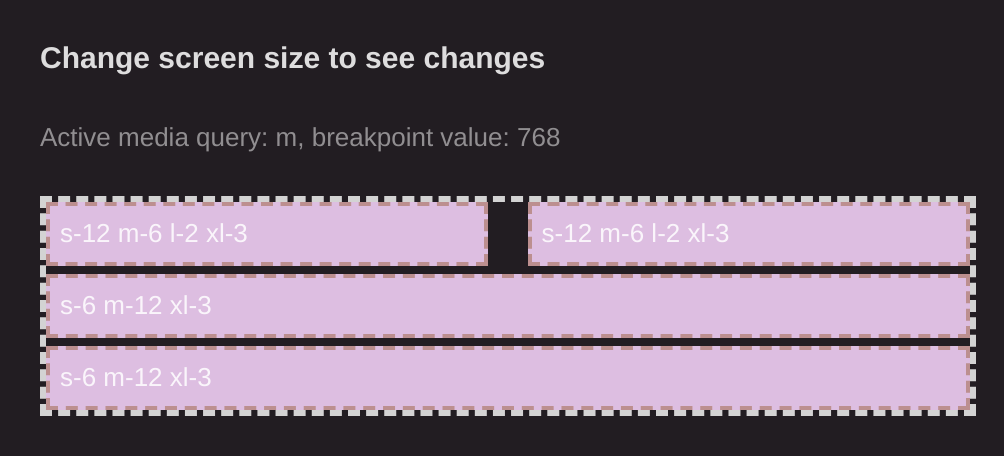 Change screen size to see changes
Active media query: m, breakpoint value: 768
s-12 m-6 l-2 xl-3
s-12 m-6 l-2 xl-3
s-6 m-12 xl-3
s-6 m-12 xl-3